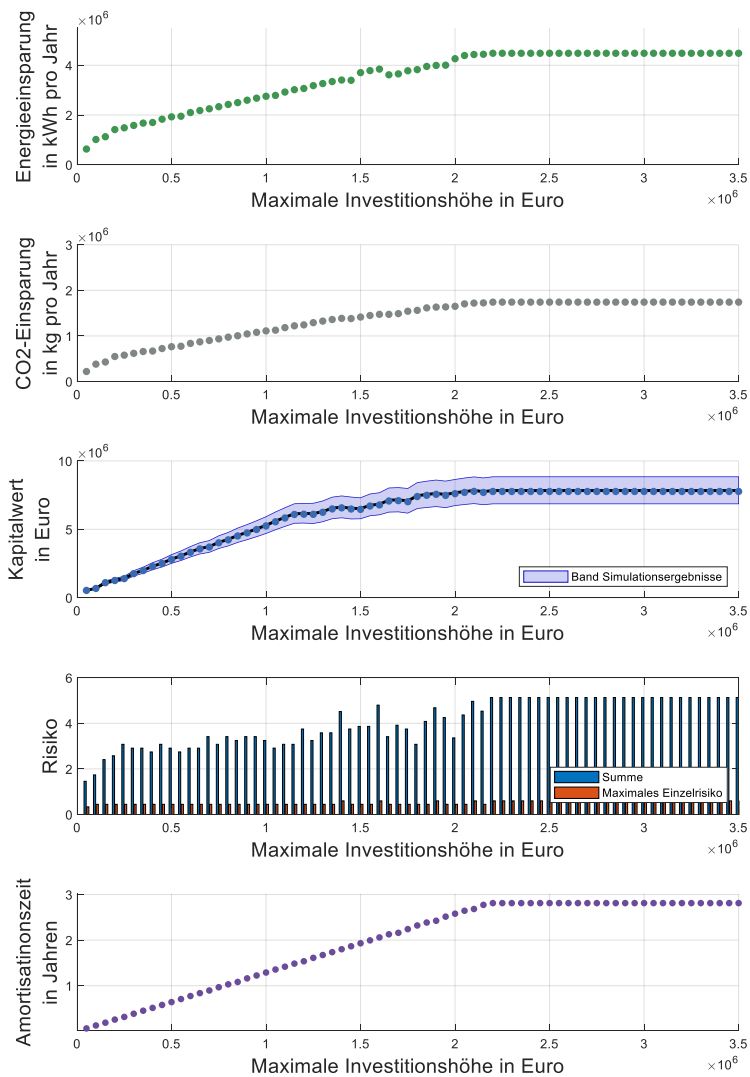 ×10^6
Energieeinsparung
in kWh pro Jahr
4
2
0
0 0.5 1 1.5 2 2.5 3 3.5
Maximale Investitionshöhe in Euro
×10^6
×10^6
CO2-Einsparung
in kg pro Jahr
3
2
1
0
0 0.5 1 1.5 2 2.5 3 3.5
Maximale Investitionshöhe in Euro
×10^6
×10^6
Kapitalwert
in Euro
10
5
0
Band Simulationsergebnisse
0 0.5 1 1.5 2 2.5 3 3.5
Maximale Investitionshöhe in Euro
×10^6
Risiko
6
4
2
0
Summe
Maximales Einzelrisiko
0 0.5 1 1.5 2 2.5 3 3.5
Maximale Investitionshöhe in Euro
×10^6
Amortisatinonszeit
in Jahren
3
2
1
0 0.5 1 1.5 2 2.5 3 3.5
Maximale Investitionshöhe in Euro
×10^6